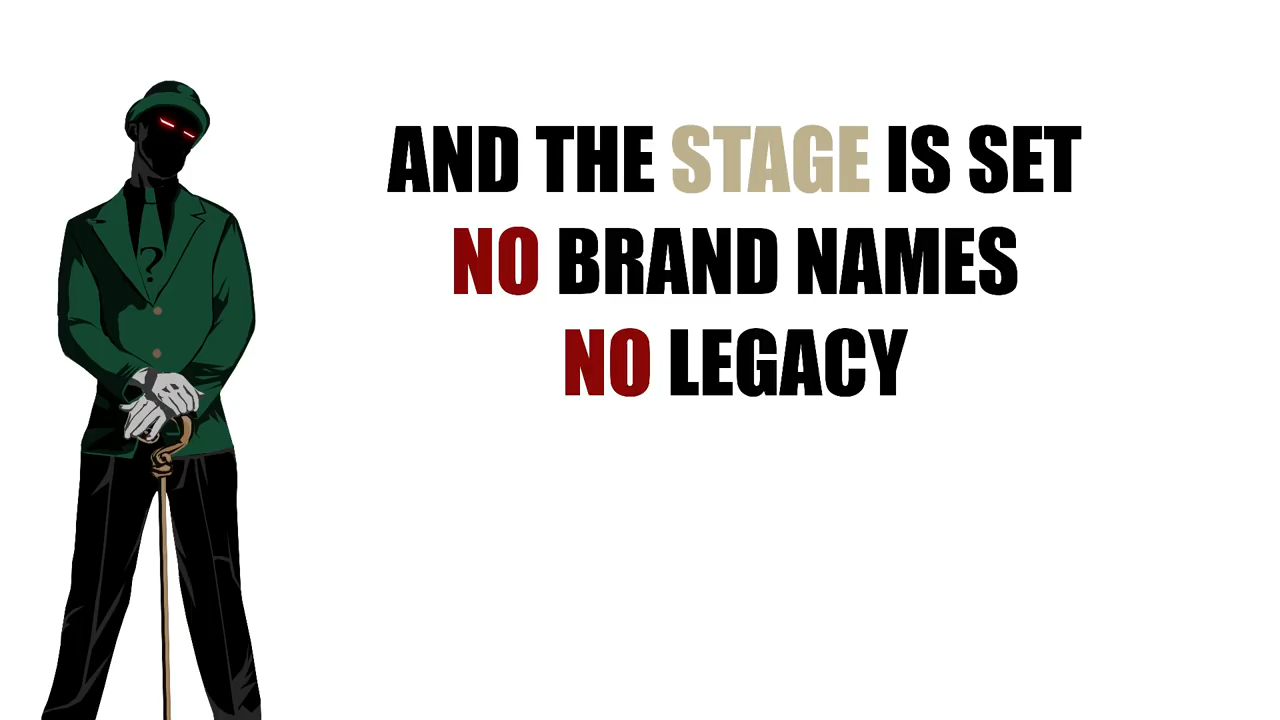 AND THE STAGE IS SET
NO BRAND NAMES
NO LEGACY
?